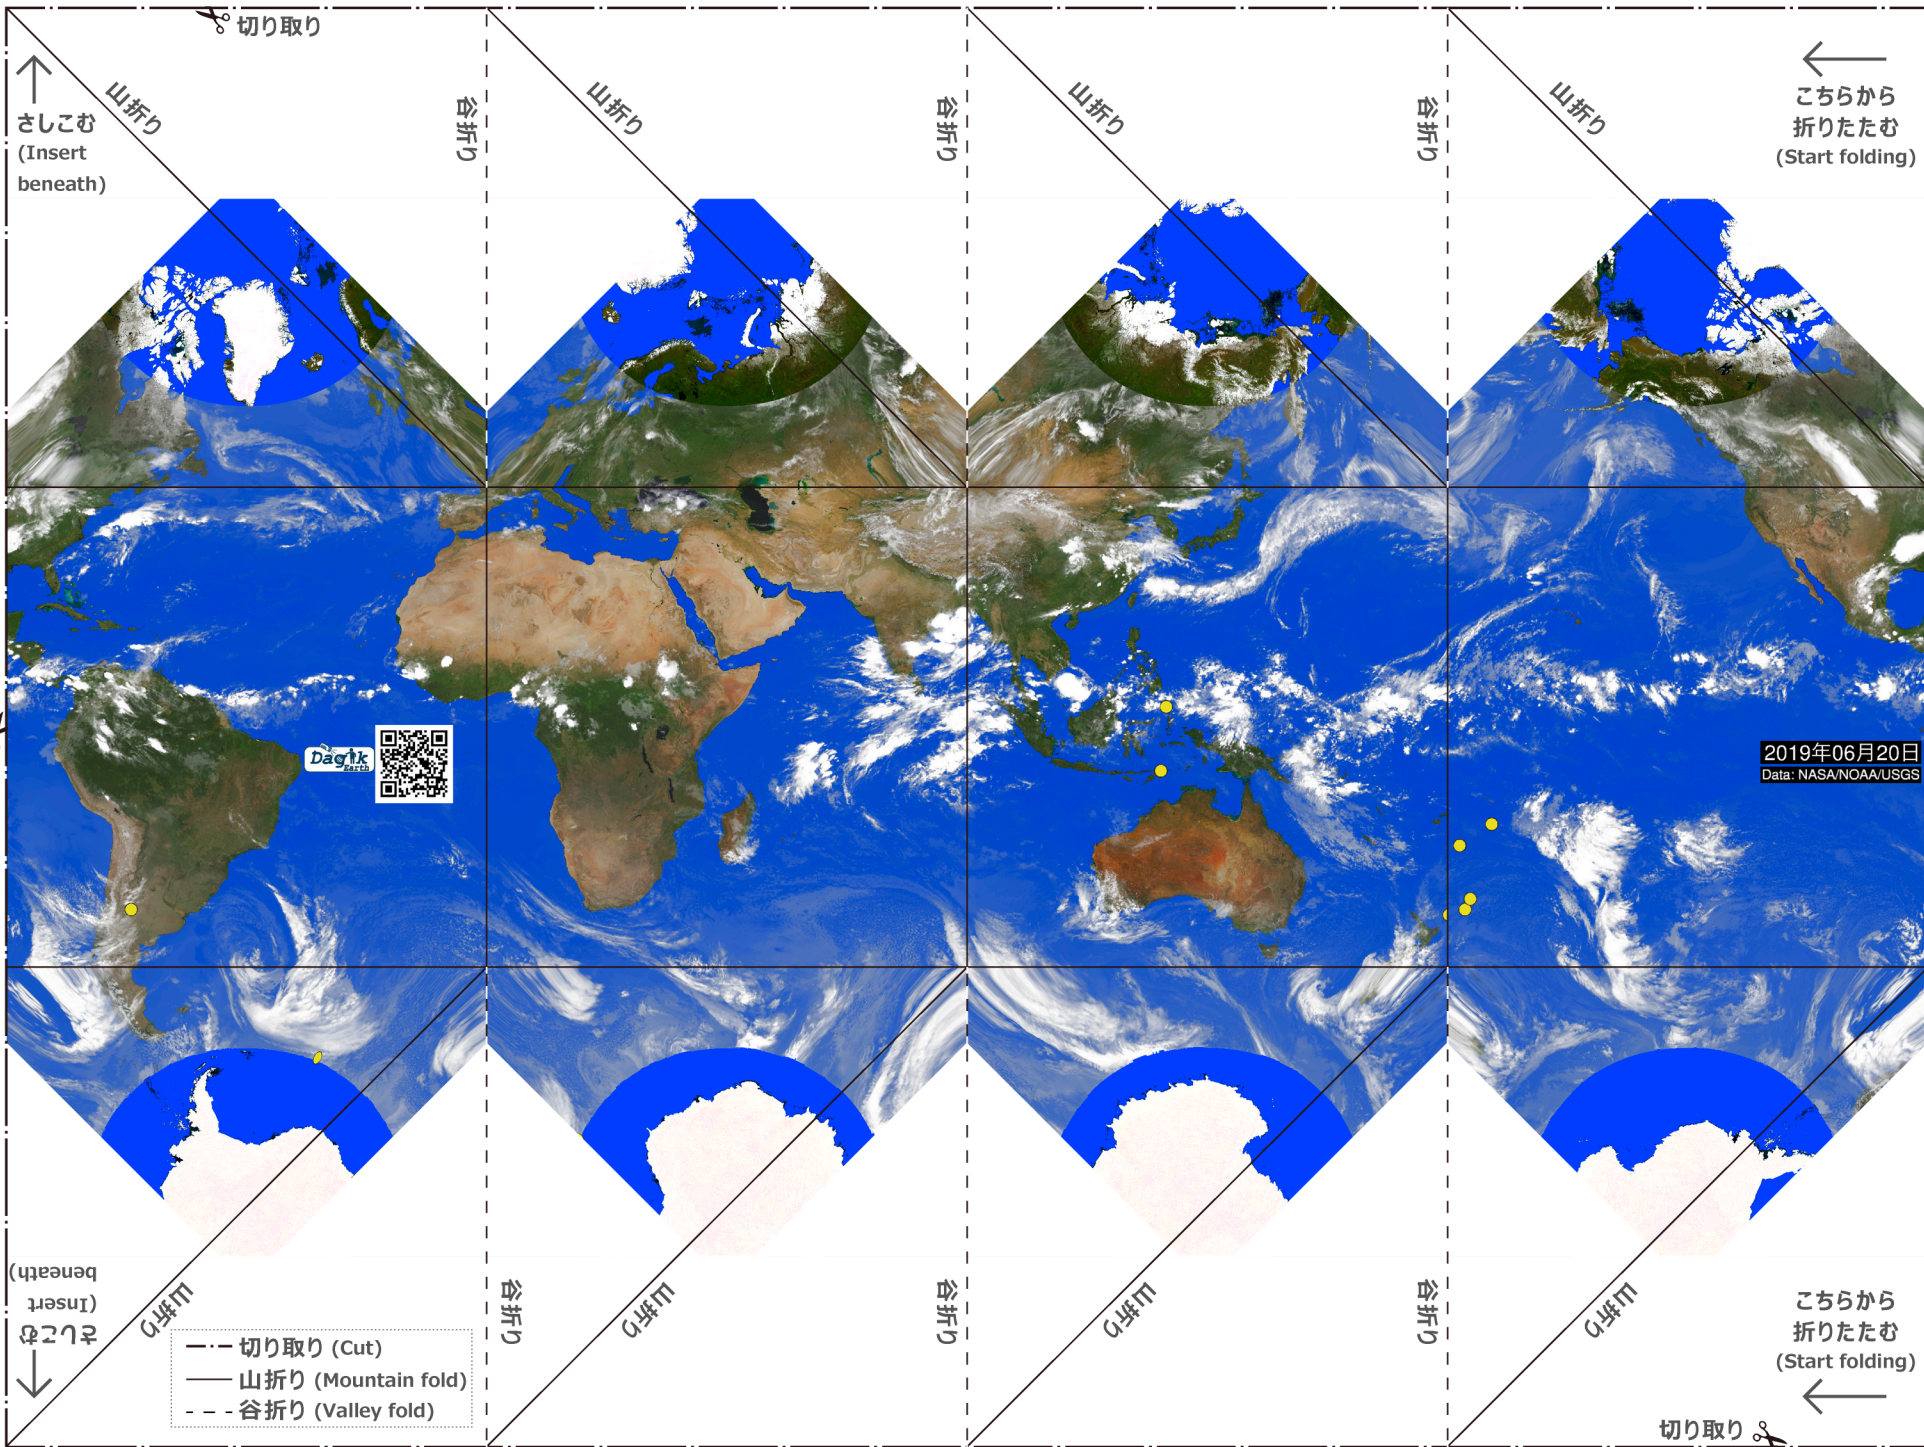 切り取り
さしこむ
(Insert
beneath)
山折り
谷折り
山折り
谷折り
山折り
谷折り
山折り
こちらから
折りたたむ
(Start folding)
Dagik
Earth
2019年06月20日
Data: NASA/NOAA/USGS
さしこむ
(Insert
beneath)
山折り
谷折り
山折り
谷折り
山折り
谷折り
山折り
こちらから
折りたたむ
(Start folding)
切り取り (Cut)
山折り (Mountain fold)
谷折り (Valley fold)
切り取り